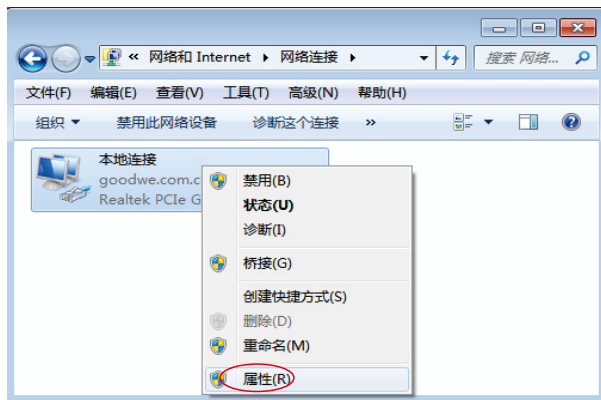 « 网络和 Internet ▸ 网络连接 ▸
搜索 网络...
文件(F) 编辑(E) 查看(V) 工具(T) 高级(N) 帮助(H)
组织 ▼ 禁用此网络设备 诊断这个连接 »
本地连接
goodwe.com.c
Realtek PCIe G
禁用(B)
状态(U)
诊断(I)
桥接(G)
创建快捷方式(S)
删除(D)
重命名(M)
属性(R)